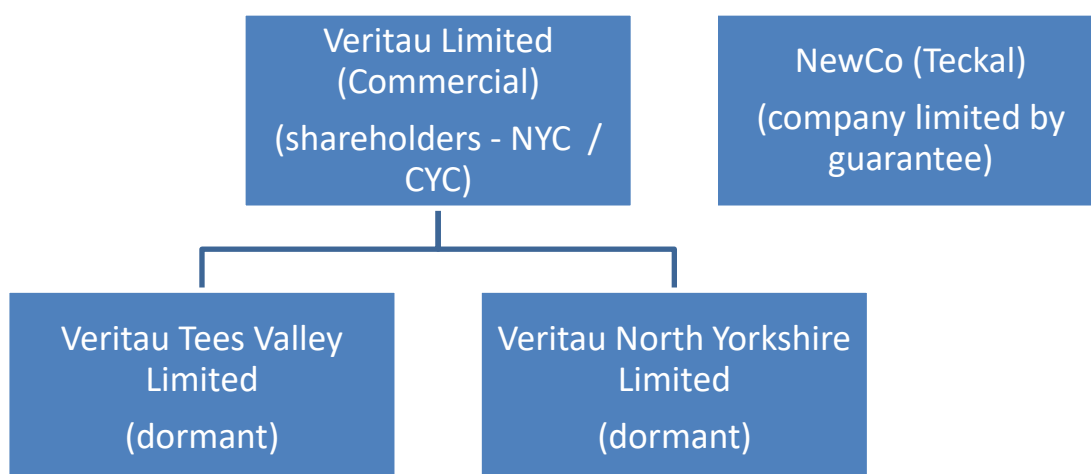 Veritau Limited
(Commercial)
(shareholders - NYC /
CYC)
NewCo (Teckal)
(company limited by
guarantee)
Veritau Tees Valley
Limited
(dormant)
Veritau North Yorkshire
Limited
(dormant)